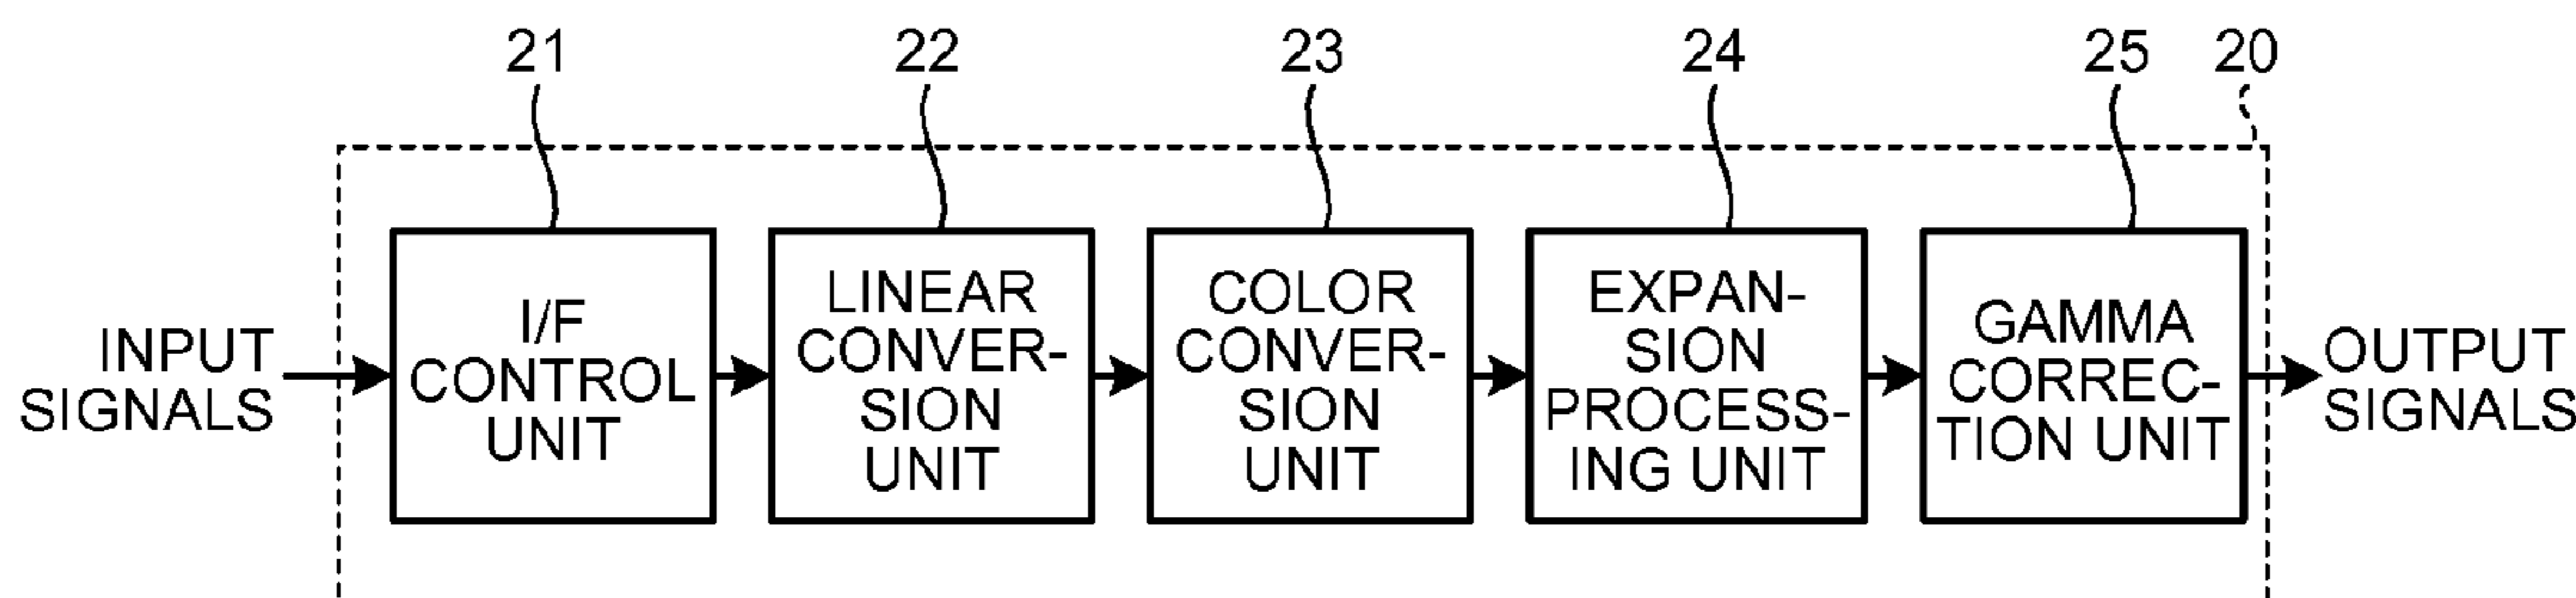 21
22
23
24
25
20
INPUT
SIGNALS
I/F
CONTROL
UNIT
LINEAR
CONVER-
SION
UNIT
COLOR
CONVER-
SION
UNIT
EXPAN-
SION
PROCESS-
ING UNIT
GAMMA
CORREC-
TION UNIT
OUTPUT
SIGNALS